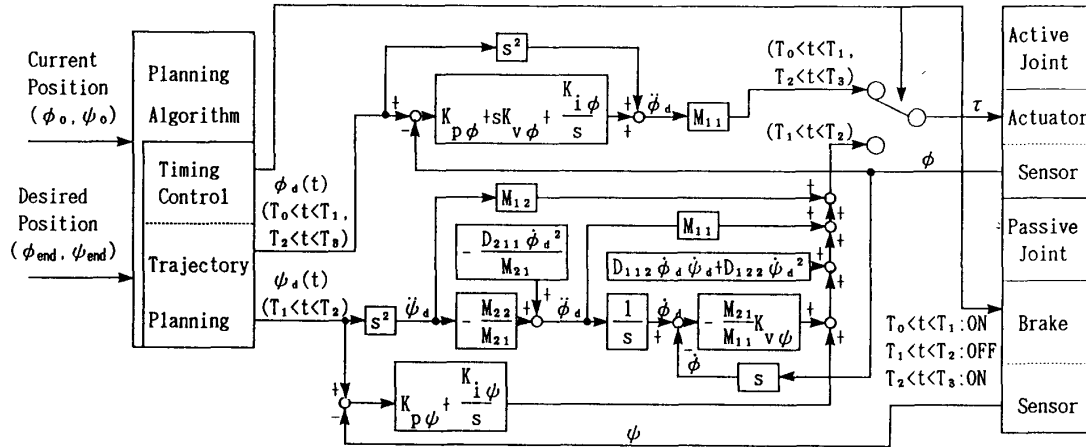 Current
Position
(ϕ₀, ψ₀)
Desired
Position
(ϕend, ψend)
Planning
Algorithm
Timing
Control
Trajectory
Planning
ϕd(t)
(T₀<t<T₁,
T₂<t<T₃)
ψd(t)
(T₁<t<T₂)
s²
+
-
Kpϕ+sKvϕ+ Kiϕ/s
+
+
ϕ̈d
M₁₁
(T₀<t<T₁,
T₂<t<T₃)
(T₁<t<T₂)
τ
ϕ
M₁₂
+
+
M₁₁
+
+
- D₂₁₁ϕ̇d²/M₂₁
D₁₁₂ϕ̇dψ̇d+D₁₂₂ψ̇d²
+
+
s²
ψ̈d
- M₂₂/M₂₁
+
+
ϕ̈d
1/s
ϕ̇d
+
-
ϕ̇
- M₂₁/M₁₁ Kvψ
+
+
s
+
-
Kpψ+ Kiψ/s
ψ
Active
Joint
Actuator
Sensor
Passive
Joint
Brake
Sensor
T₀<t<T₁:ON
T₁<t<T₂:OFF
T₂<t<T₃:ON